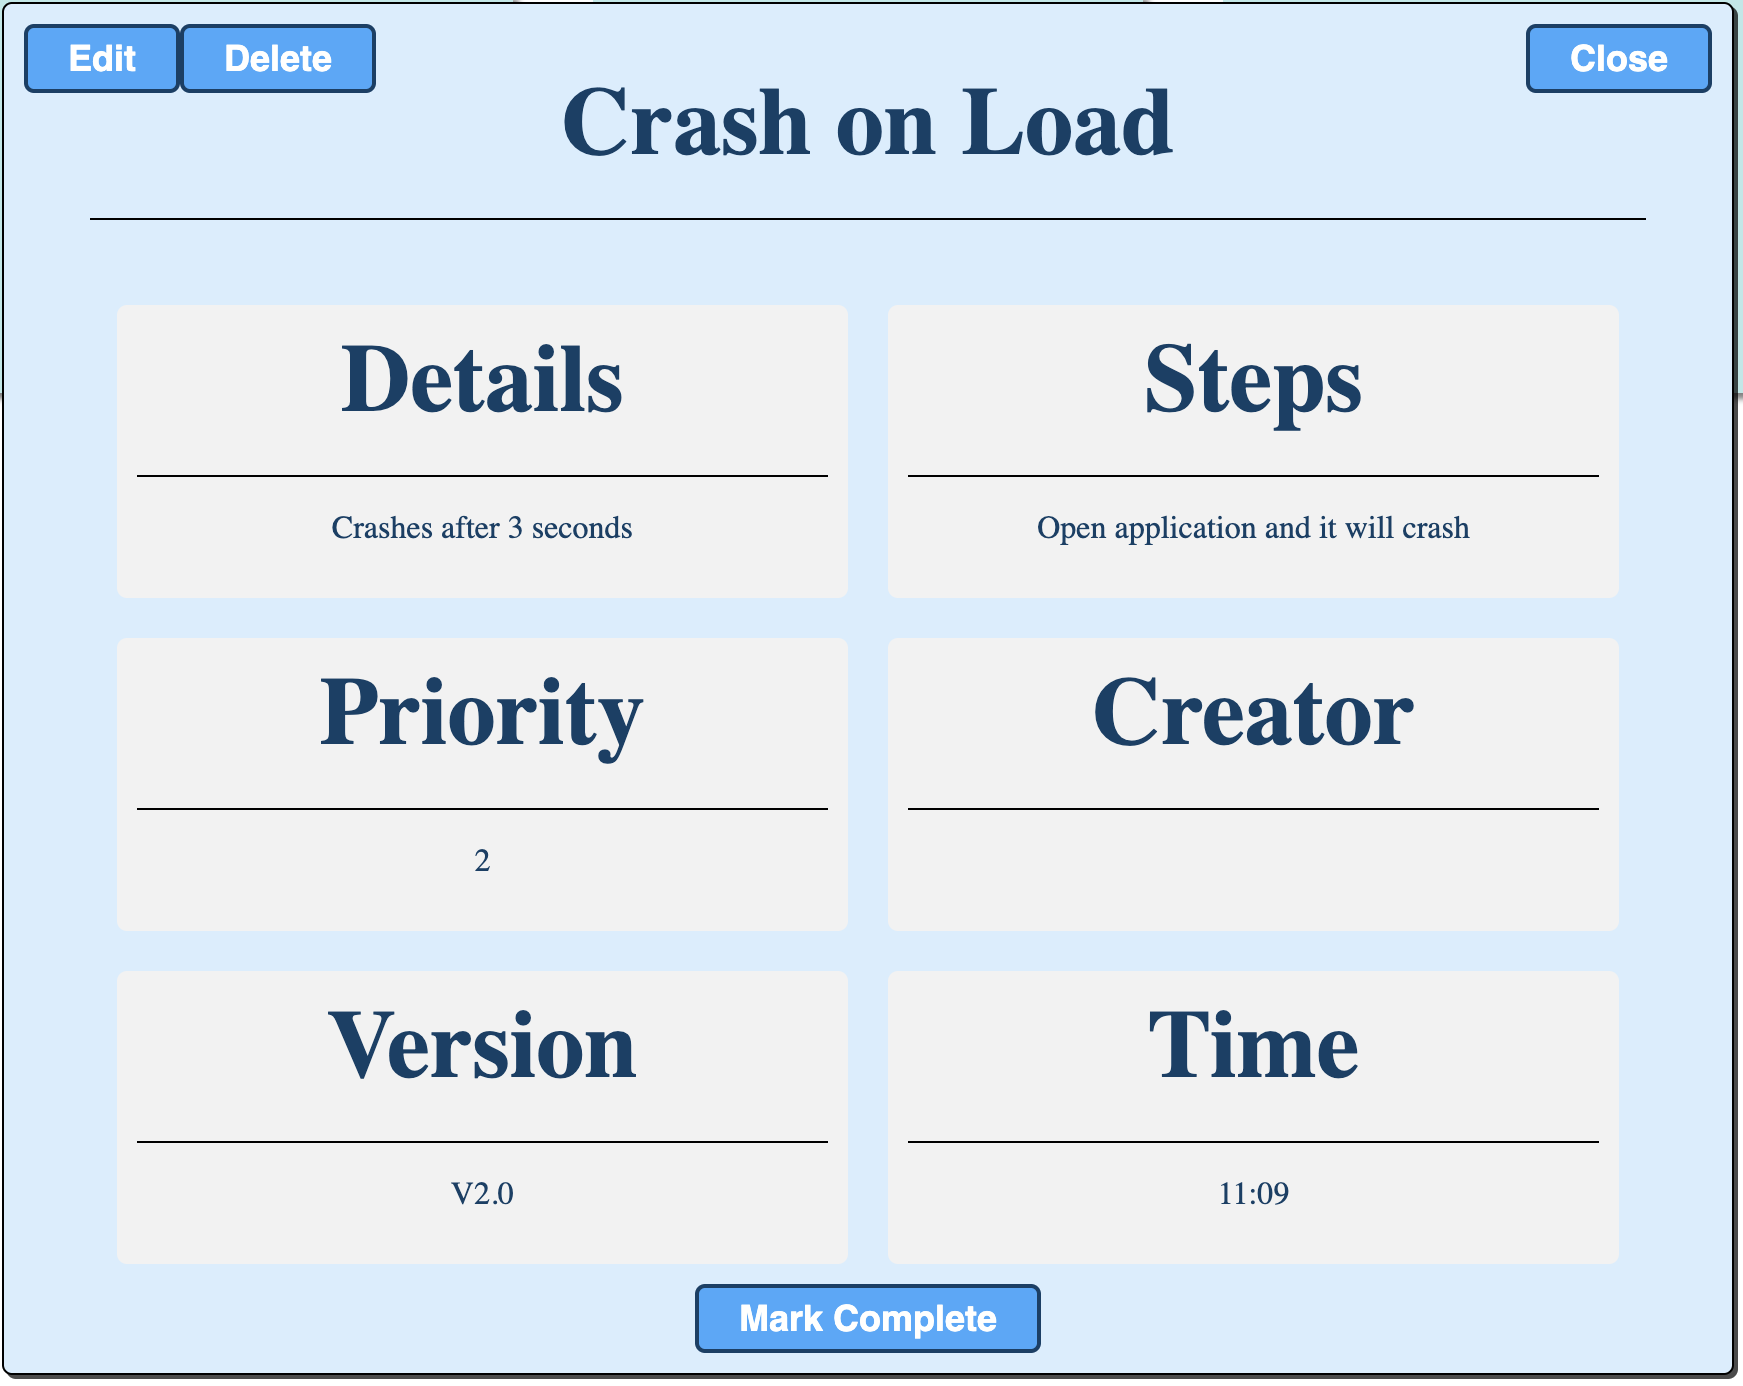 Edit
Delete
Close
Crash on Load
Details
Crashes after 3 seconds
Steps
Open application and it will crash
Priority
2
Creator
Version
V2.0
Time
11:09
Mark Complete